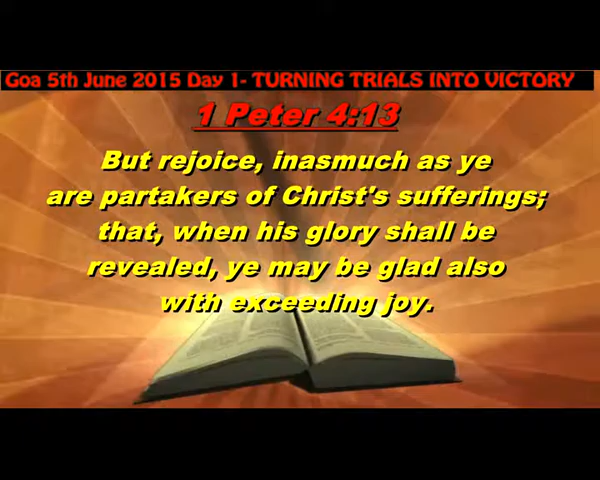 Goa 5th June 2015 Day 1- TURNING TRIALS INTO VICTORY
1 Peter 4:13
But rejoice, inasmuch as ye
are partakers of Christ's sufferings;
that, when his glory shall be
revealed, ye may be glad also
with exceeding joy.